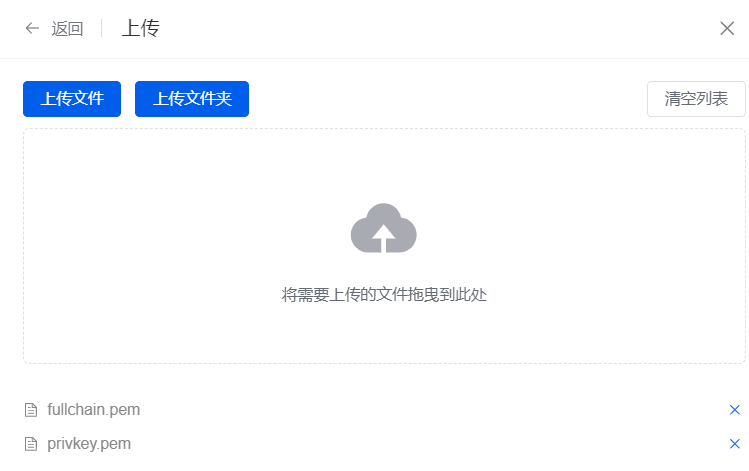 返回 上传
上传文件 上传文件夹 清空列表
将需要上传的文件拖曳到此处
fullchain.pem
privkey.pem